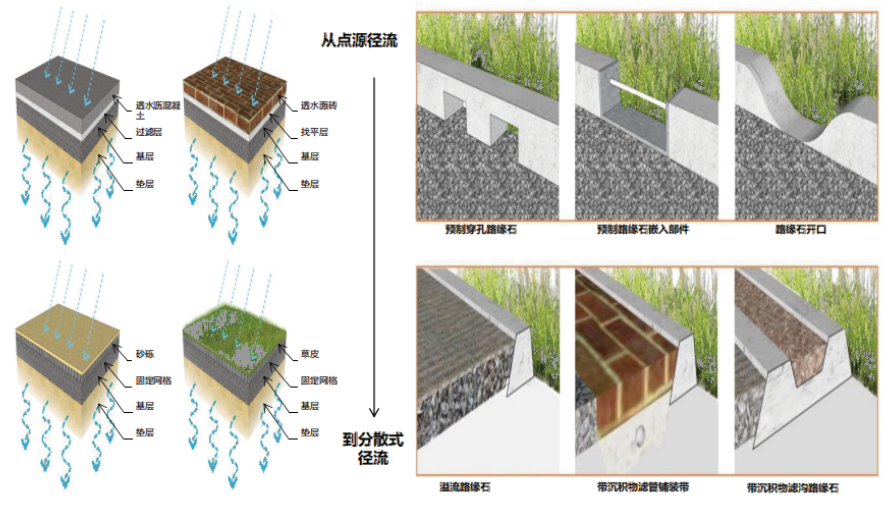 透水沥混凝
土
过滤层
基层
垫层
透水面砖
找平层
基层
垫层
砂砾
固定网格
基层
垫层
草皮
固定网格
基层
垫层
从点源径流
到分散式
径流
预制穿孔路缘石
预制路缘石嵌入部件
路缘石开口
溢流路缘石
带沉积物滤管铺装带
带沉积物滤沟路缘石